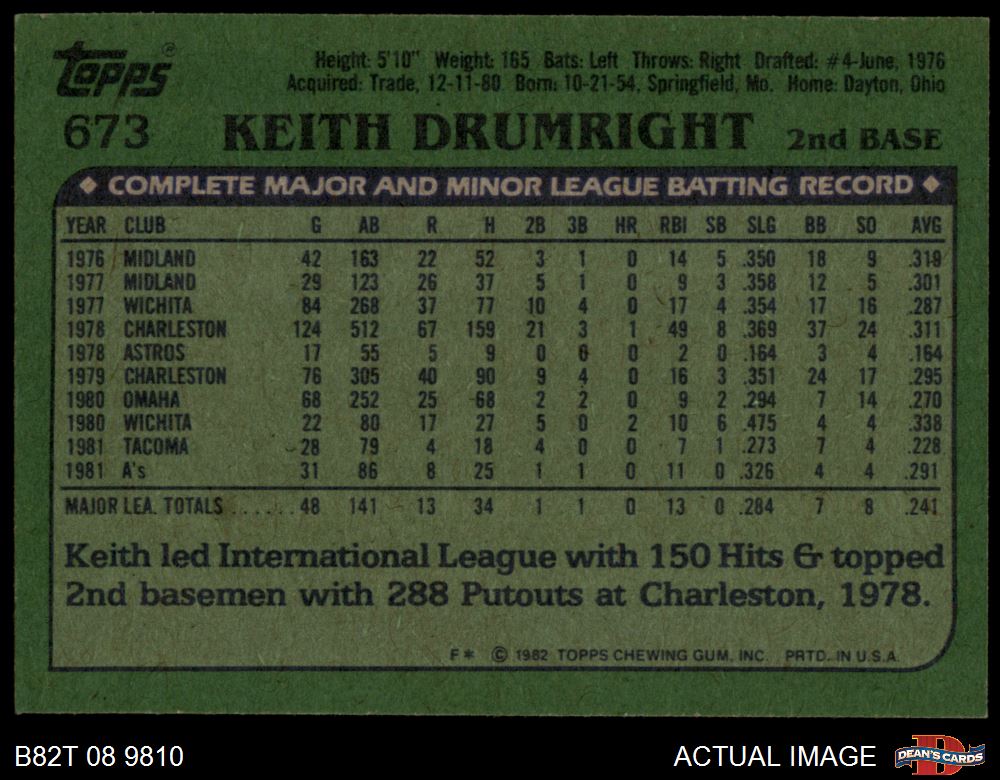 Topps®
Height: 5'10" Weight: 165 Bats: Left Throws: Right Drafted: #4-June, 1976
Acquired: Trade, 12-11-80 Born: 10-21-54, Springfield, Mo. Home: Dayton, Ohio
673 KEITH DRUMRIGHT 2nd BASE
◆ COMPLETE MAJOR AND MINOR LEAGUE BATTING RECORD ◆
YEAR CLUB G AB R H 2B 3B HR RBI SB SLG BB SO AVG
1976 MIDLAND 42 163 22 52 3 1 0 14 5 .350 18 9 .319
1977 MIDLAND 29 123 26 37 5 1 0 9 3 .358 12 5 .301
1977 WICHITA 84 268 37 77 10 4 0 17 4 .354 17 16 .287
1978 CHARLESTON 124 512 67 159 21 3 1 49 8 .369 37 24 .311
1978 ASTROS 17 55 5 9 0 0 0 2 0 .164 3 4 .164
1979 CHARLESTON 76 305 40 90 9 4 0 16 3 .351 24 17 .295
1980 OMAHA 68 252 25 68 2 2 0 9 2 .294 7 14 .270
1980 WICHITA 22 80 17 27 5 0 2 10 6 .475 4 4 .338
1981 TACOMA 28 79 4 18 4 0 0 7 1 .273 7 4 .228
1981 A's 31 86 8 25 1 1 0 11 0 .326 4 4 .291
MAJOR LEA. TOTALS ...... 48 141 13 34 1 1 0 13 0 .284 7 8 .241
Keith led International League with 150 Hits & topped
2nd basemen with 288 Putouts at Charleston, 1978.
F* © 1982 TOPPS CHEWING GUM, INC. PRTD. IN U.S.A.
B82T 08 9810 ACTUAL IMAGE D DEAN'S CARDS